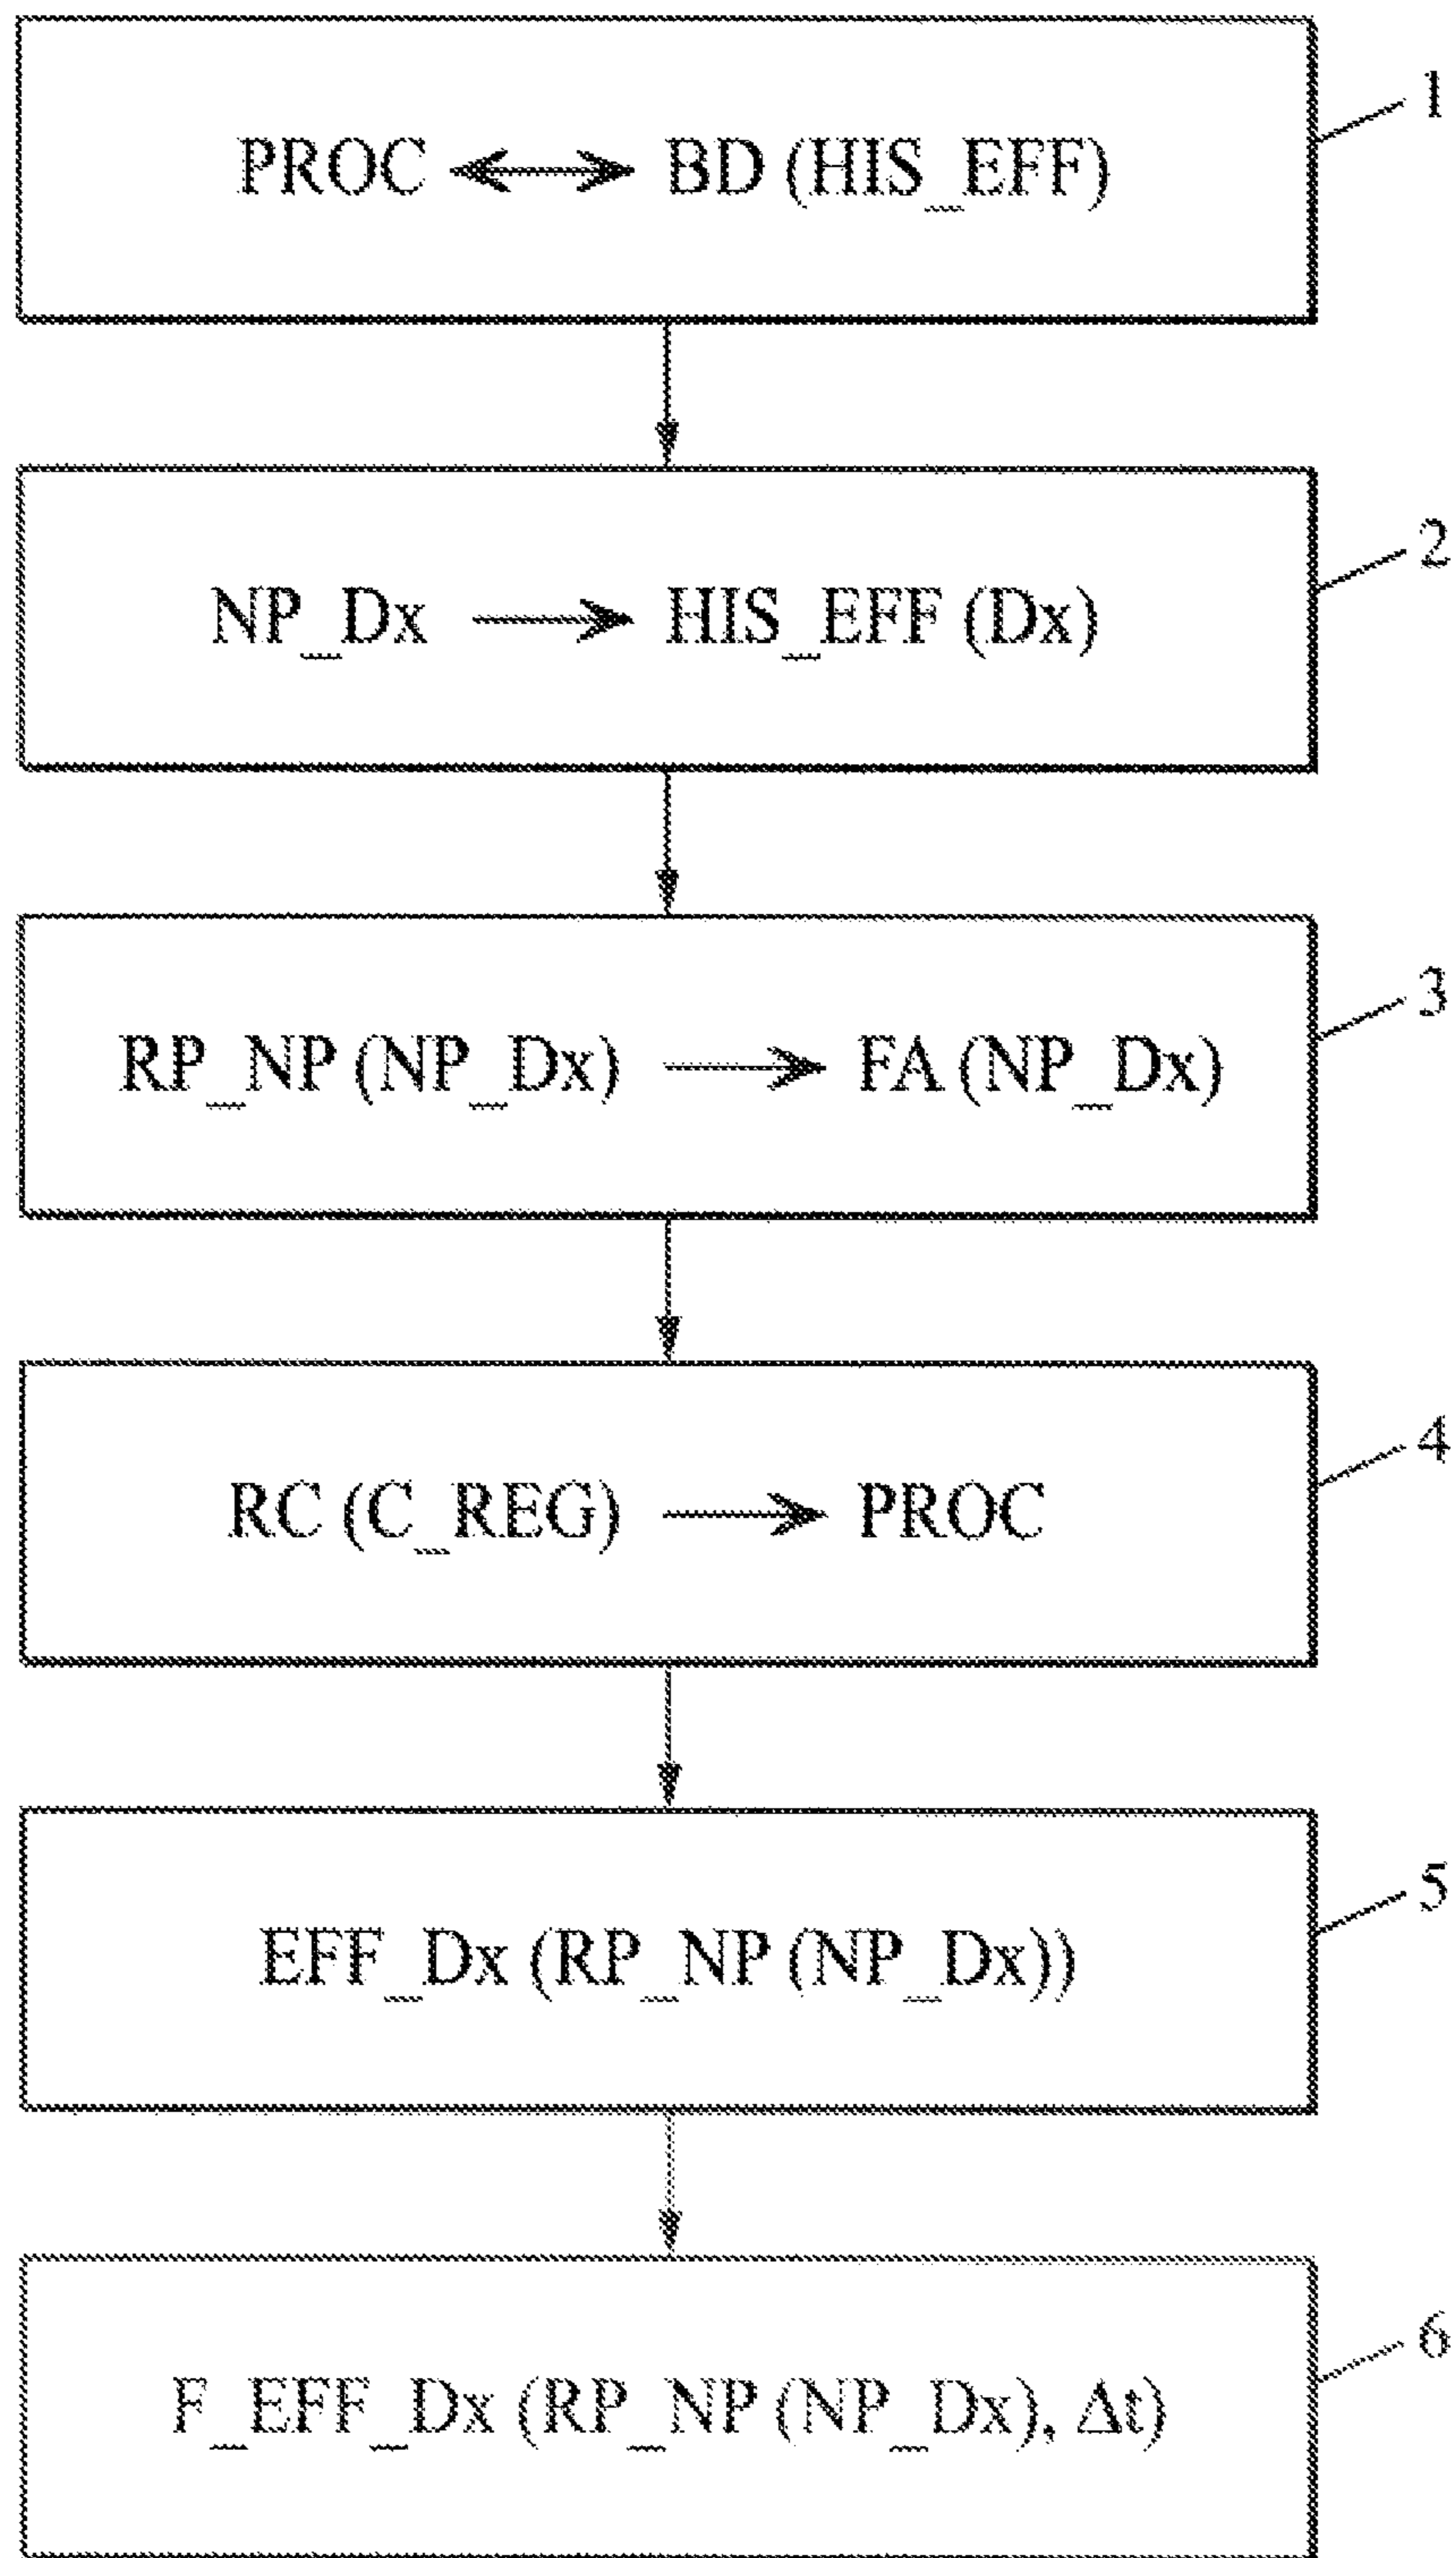 PROC ↔ BD (HIS_EFF)
1
NP_Dx → HIS_EFF (Dx)
2
RP_NP (NP_Dx) → FA (NP_Dx)
3
RC (C_REG) → PROC
4
EFF_Dx (RP_NP (NP_Dx))
5
F_EFF_Dx (RP_NP (NP_Dx), Δt)
6